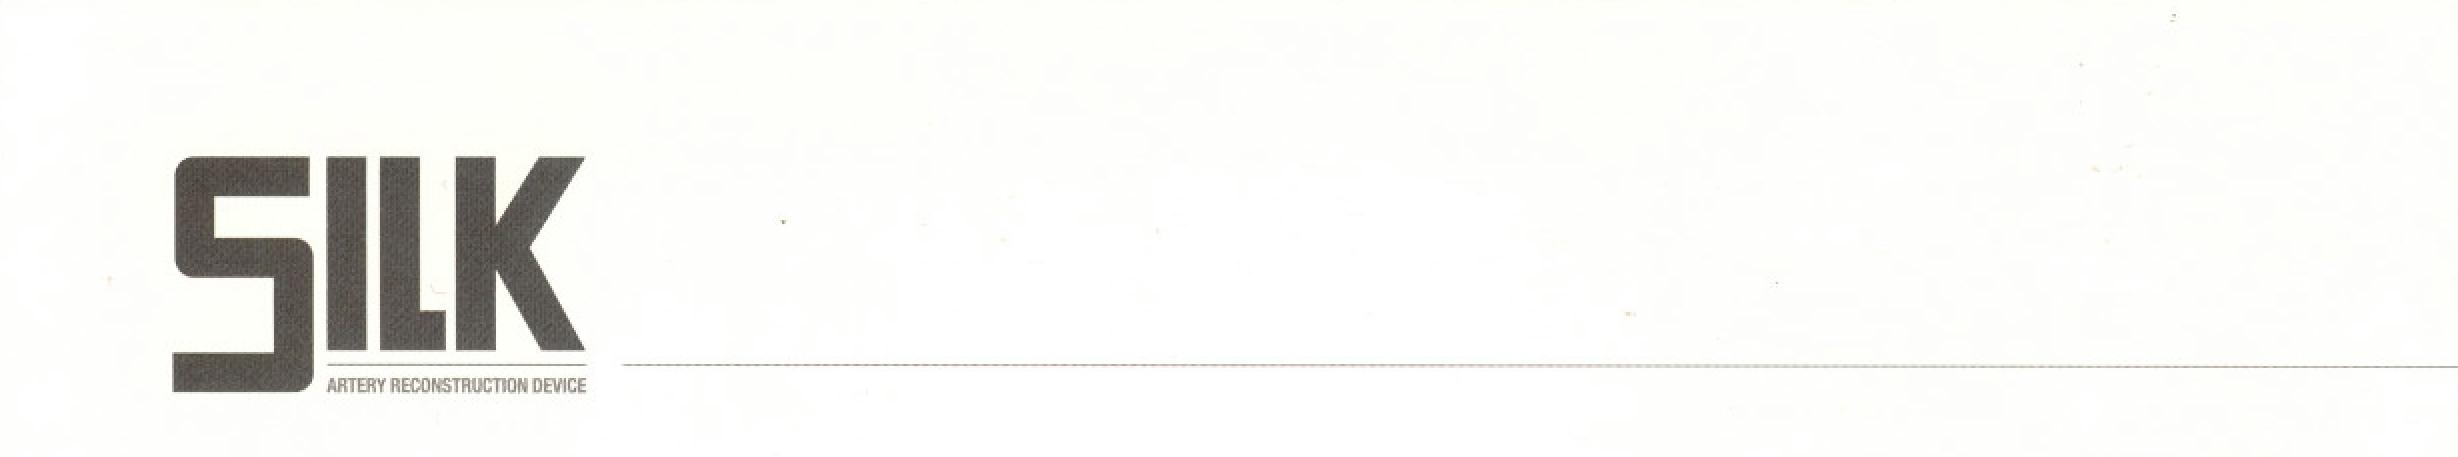 SILK
ARTERY RECONSTRUCTION DEVICE